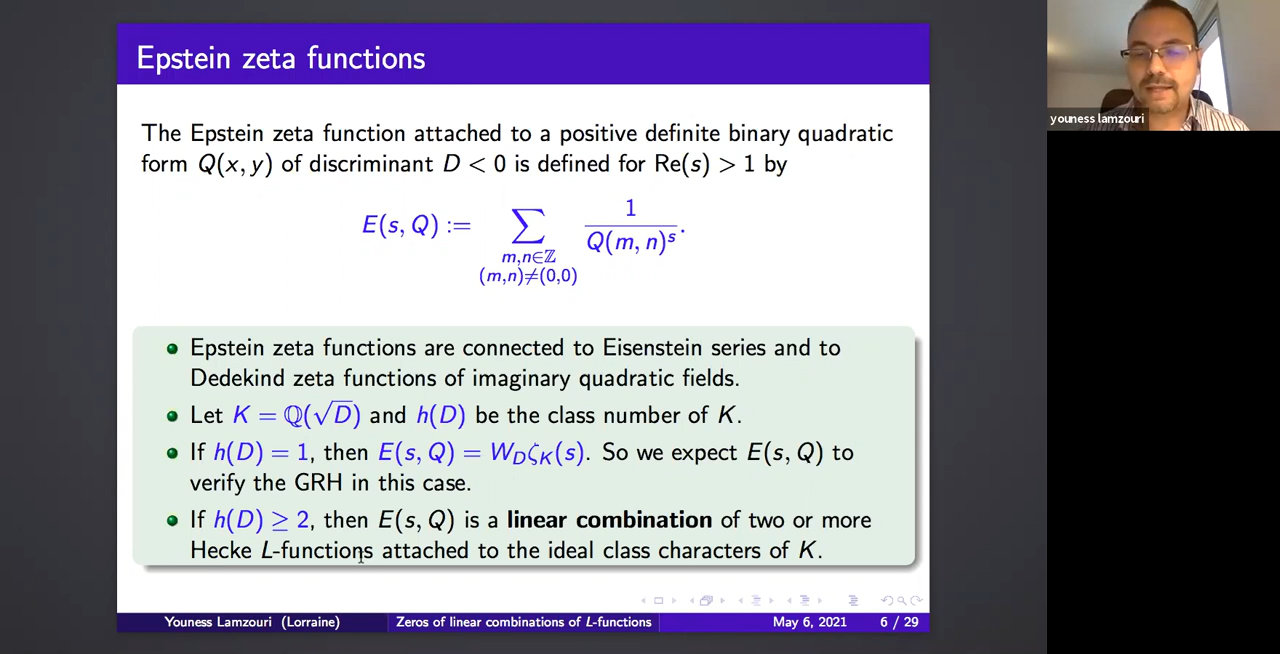 Epstein zeta functions
The Epstein zeta function attached to a positive definite binary quadratic
form Q(x, y) of discriminant D < 0 is defined for Re(s) > 1 by
E(s, Q) := ∑_{m,n∈ℤ (m,n)≠(0,0)} 1/Q(m, n)^s.
Epstein zeta functions are connected to Eisenstein series and to
Dedekind zeta functions of imaginary quadratic fields.
Let K = ℚ(√D) and h(D) be the class number of K.
If h(D) = 1, then E(s, Q) = W_D ζ_K(s). So we expect E(s, Q) to
verify the GRH in this case.
If h(D) ≥ 2, then E(s, Q) is a linear combination of two or more
Hecke L-functions attached to the ideal class characters of K.
Youness Lamzouri (Lorraine) Zeros of linear combinations of L-functions May 6, 2021 6 / 29
youness lamzouri